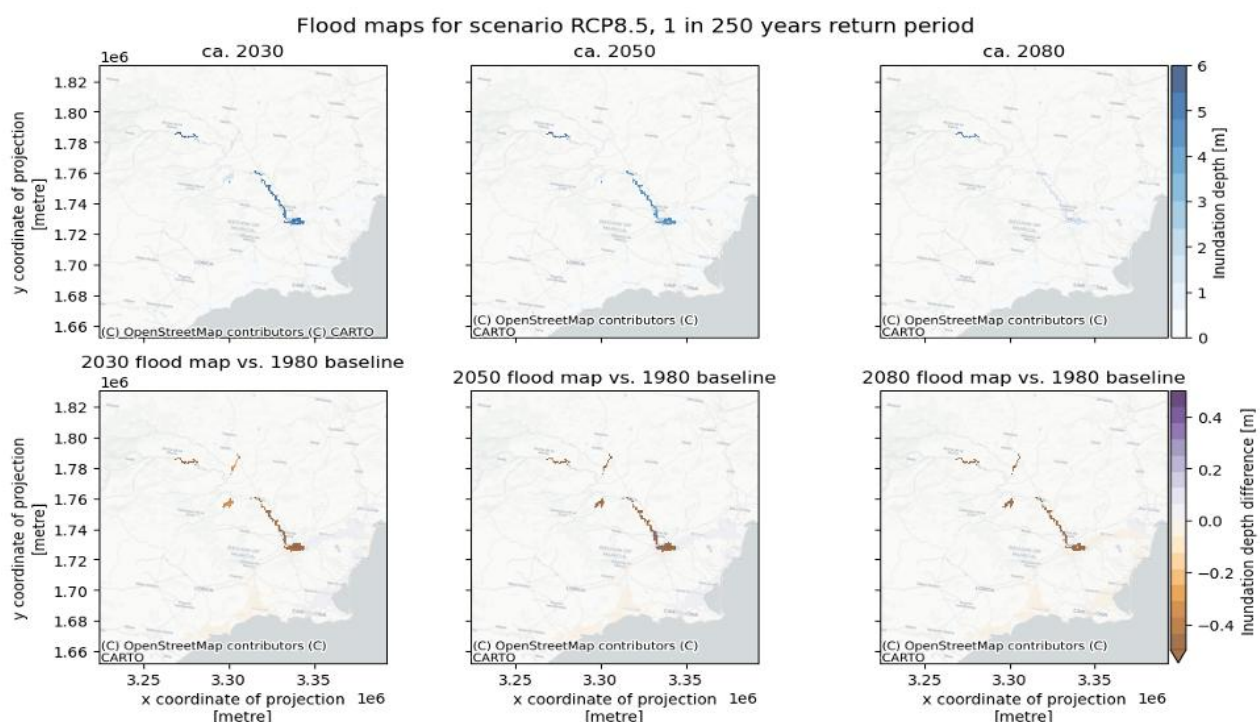 Flood maps for scenario RCP8.5, 1 in 250 years return period
ca. 2030
ca. 2050
ca. 2080
1e6
1.82
1.80
1.78
1.76
1.74
1.72
1.70
1.68
1.66
y coordinate of projection
[metre]
(C) OpenStreetMap contributors (C) CARTO
(C) OpenStreetMap contributors (C)
CARTO
(C) OpenStreetMap contributors (C)
CARTO
6
5
4
3
2
1
0
Inundation depth [m]
2030 flood map vs. 1980 baseline
2050 flood map vs. 1980 baseline
2080 flood map vs. 1980 baseline
1e6
1.82
1.80
1.78
1.76
1.74
1.72
1.70
1.68
1.66
y coordinate of projection
[metre]
(C) OpenStreetMap contributors (C)
CARTO
(C) OpenStreetMap contributors (C)
CARTO
(C) OpenStreetMap contributors (C)
CARTO
0.4
0.2
0.0
−0.2
−0.4
Inundation depth difference [m]
3.25 3.30 3.35
x coordinate of projection 1e6
[metre]
3.25 3.30 3.35
x coordinate of projection 1e6
[metre]
3.25 3.30 3.35
x coordinate of projection 1e6
[metre]